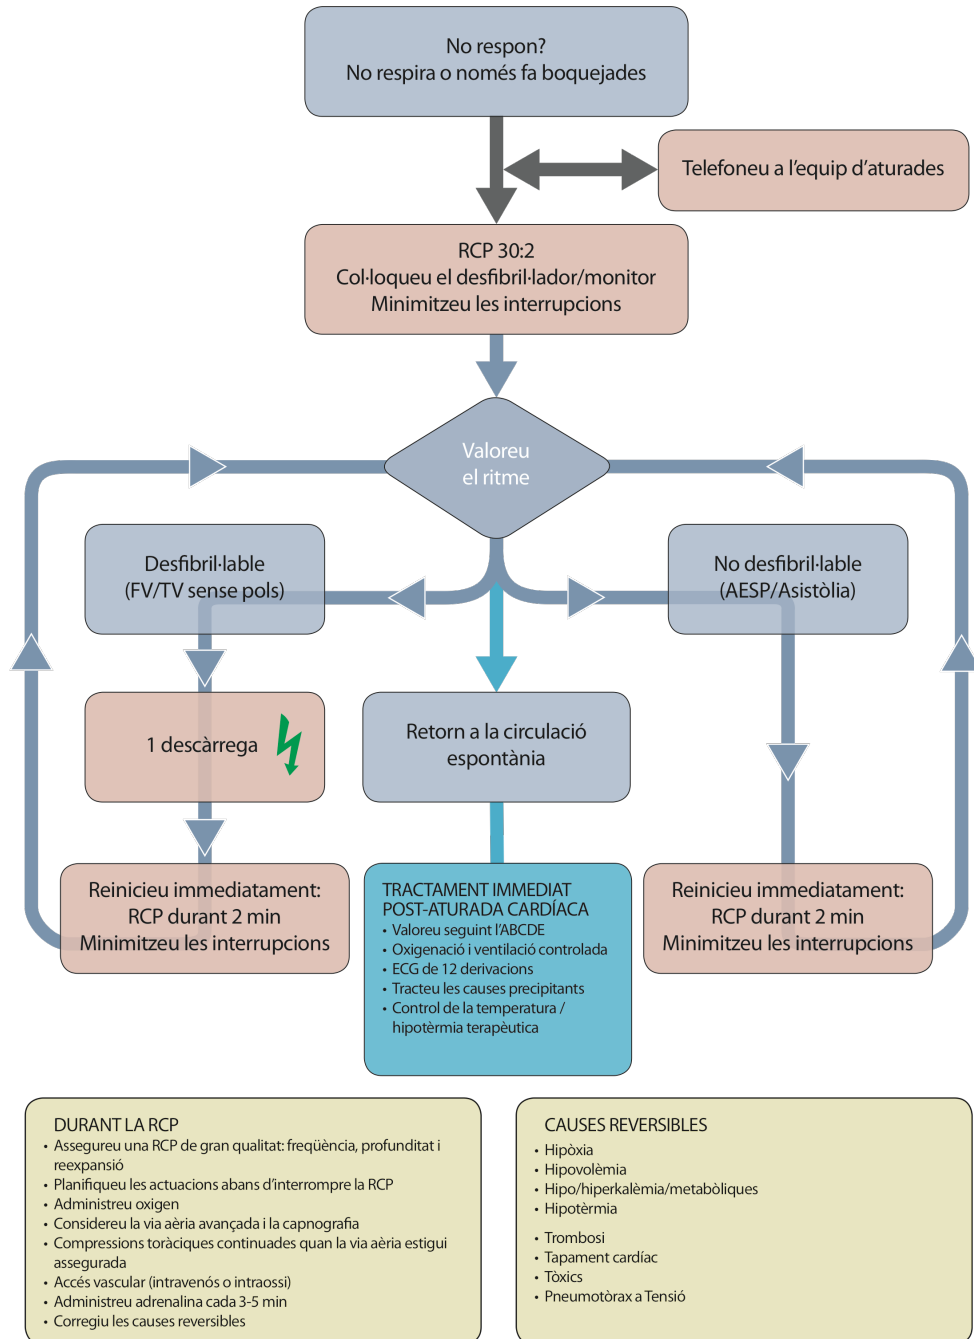 No respon?
No respira o només fa boquejades
Telefoneu a l'equip d'aturades
RCP 30:2
Col·loqueu el desfibril·lador/monitor
Minimitzeu les interrupcions
Valoreu
el ritme
Desfibril·lable
(FV/TV sense pols)
No desfibril·lable
(AESP/Asistòlia)
1 descàrrega
Retorn a la circulació
espontània
Reinicieu immediatament:
RCP durant 2 min
Minimitzeu les interrupcions
TRACTAMENT IMMEDIAT
POST-ATURADA CARDÍACA
• Valoreu seguint l'ABCDE
• Oxigenació i ventilació controlada
• ECG de 12 derivacions
• Tracteu les causes precipitants
• Control de la temperatura /
hipotèrmia terapèutica
Reinicieu immediatament:
RCP durant 2 min
Minimitzeu les interrupcions
DURANT LA RCP
• Assegureu una RCP de gran qualitat: freqüència, profunditat i
reexpansió
• Planifiqueu les actuacions abans d'interrompre la RCP
• Administreu oxigen
• Considereu la via aèria avançada i la capnografia
• Compressions toràciques continuades quan la via aèria estigui
assegurada
• Accés vascular (intravenós o intraossi)
• Administreu adrenalina cada 3-5 min
• Corregiu les causes reversibles
CAUSES REVERSIBLES
• Hipòxia
• Hipovolèmia
• Hipo/hiperkalèmia/metabòliques
• Hipotèrmia
• Trombosi
• Tapament cardíac
• Tòxics
• Pneumotòrax a Tensió